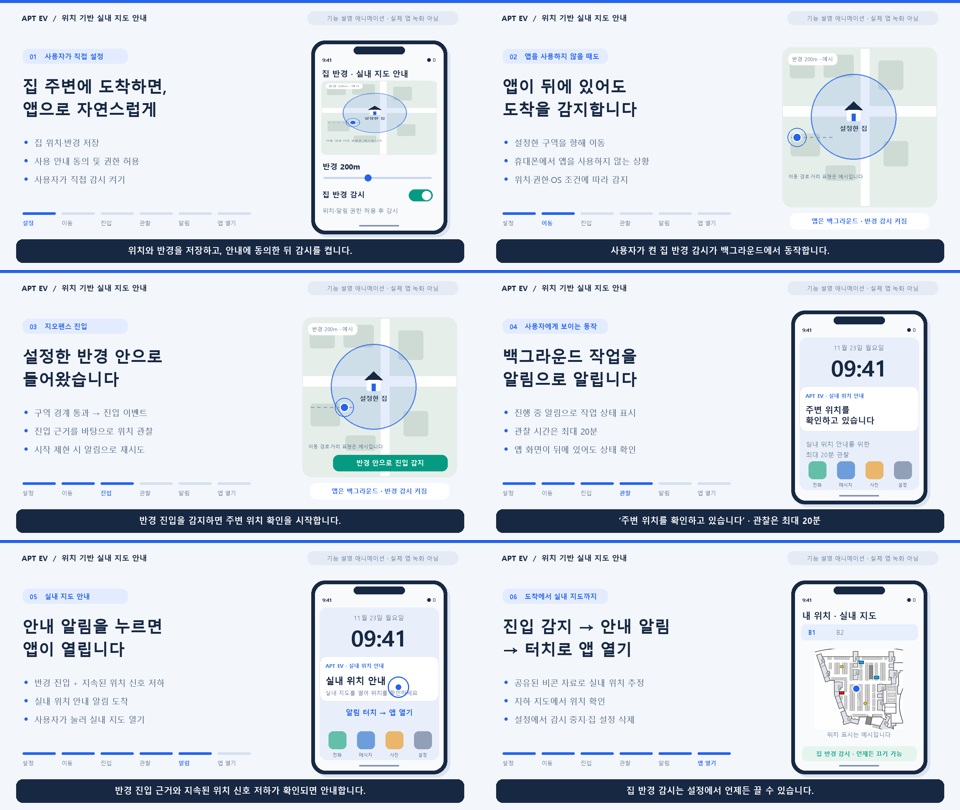 APT EV / 위치 기반 실내 지도 안내
기능 설명 애니메이션 · 실제 앱 녹화 아님
01 사용자가 직접 설정
집 주변에 도착하면,
앱으로 자연스럽게
• 집 위치·반경 저장
• 사용 안내 동의 및 권한 허용
• 사용자가 직접 감시 켜기
설정 이동 진입 관찰 알림 앱 열기
9:41
집 반경 · 실내 지도 안내
반경 200m · 예시
설정한 집
반경 200m
집 반경 감시
위치·알림 권한 허용 후 감시
위치와 반경을 저장하고, 안내에 동의한 뒤 감시를 켭니다.
APT EV / 위치 기반 실내 지도 안내
기능 설명 애니메이션 · 실제 앱 녹화 아님
02 앱을 사용하지 않을 때도
앱이 뒤에 있어도
도착을 감지합니다
• 설정한 구역을 향해 이동
• 휴대폰에서 앱을 사용하지 않는 상황
• 위치·권한·OS 조건에 따라 감지
설정 이동 진입 관찰 알림 앱 열기
반경 200m · 예시
설정한 집
이동 경로·거리 표현은 예시입니다
앱은 백그라운드 · 반경 감시 켜짐
사용자가 켠 집 반경 감시가 백그라운드에서 동작합니다.
APT EV / 위치 기반 실내 지도 안내
기능 설명 애니메이션 · 실제 앱 녹화 아님
03 지오펜스 진입
설정한 반경 안으로
들어왔습니다
• 구역 경계 통과 → 진입 이벤트
• 진입 근거를 바탕으로 위치 관찰
• 시작 제한 시 알림으로 재시도
설정 이동 진입 관찰 알림 앱 열기
반경 200m · 예시
설정한 집
이동 경로·거리 표현은 예시입니다
반경 안으로 진입 감지
앱은 백그라운드 · 반경 감시 켜짐
반경 진입을 감지하면 주변 위치 확인을 시작합니다.
APT EV / 위치 기반 실내 지도 안내
기능 설명 애니메이션 · 실제 앱 녹화 아님
04 사용자에게 보이는 동작
백그라운드 작업을
알림으로 알립니다
• 진행 중 알림으로 작업 상태 표시
• 관찰 시간은 최대 20분
• 앱 화면이 뒤에 있어도 상태 확인
설정 이동 진입 관찰 알림 앱 열기
9:41
11월 23일 월요일
09:41
APT EV · 실내 위치 안내
주변 위치를
확인하고 있습니다
실내 위치 안내를 위한
최대 20분 관찰
전화 메시지 사진 설정
‘주변 위치를 확인하고 있습니다’ · 관찰은 최대 20분
APT EV / 위치 기반 실내 지도 안내
기능 설명 애니메이션 · 실제 앱 녹화 아님
05 실내 지도 안내
안내 알림을 누르면
앱이 열립니다
• 반경 진입 + 지속된 위치 신호 저하
• 실내 위치 안내 알림 도착
• 사용자가 눌러 실내 지도 열기
설정 이동 진입 관찰 알림 앱 열기
9:41
11월 23일 월요일
09:41
APT EV · 실내 위치 안내
실내 위치 안내
실내 지도를 열어 위치를 확인하세요
알림 터치 → 앱 열기
전화 메시지 사진 설정
반경 진입 근거와 지속된 위치 신호 저하가 확인되면 안내합니다.
APT EV / 위치 기반 실내 지도 안내
기능 설명 애니메이션 · 실제 앱 녹화 아님
06 도착에서 실내 지도까지
진입 감지 → 안내 알림
→ 터치로 앱 열기
• 공유된 비콘 자료로 실내 위치 추정
• 지하 지도에서 위치 확인
• 설정에서 감시 중지·집 설정 삭제
설정 이동 진입 관찰 알림 앱 열기
9:41
내 위치 · 실내 지도
B1 B2
위치 표시는 예시입니다
집 반경 감시 · 언제든 끄기 가능
집 반경 감시는 설정에서 언제든 끌 수 있습니다.